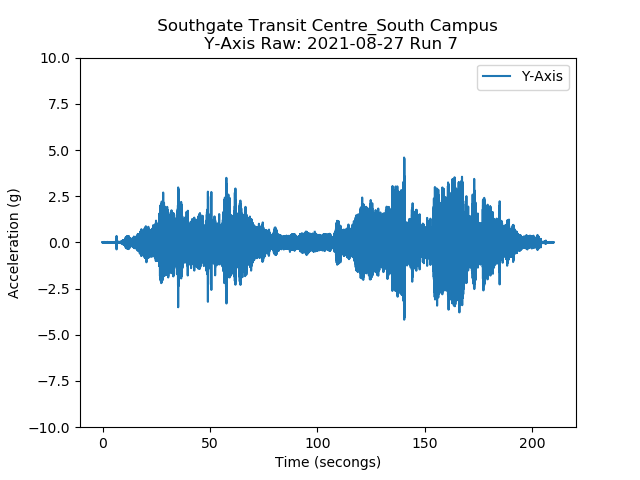 Southgate Transit Centre_South Campus
Y-Axis Raw: 2021-08-27 Run 7
Y-Axis
10.0
7.5
5.0
2.5
0.0
−2.5
−5.0
−7.5
−10.0
Acceleration (g)
0 50 100 150 200
Time (secongs)